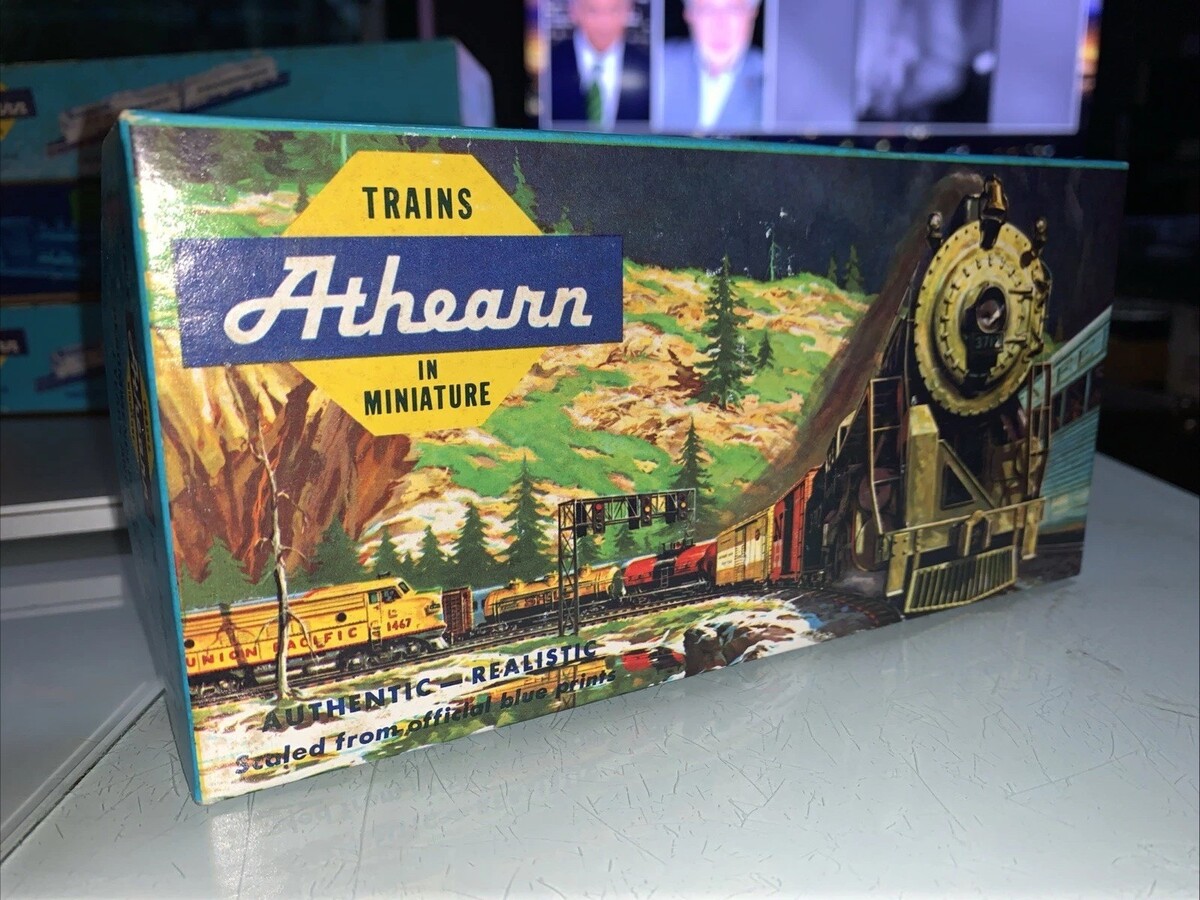 TRAINS
Athearn
IN
MINIATURE
UNION PACIFIC
1467
AUTHENTIC — REALISTIC
Scaled from official blue prints